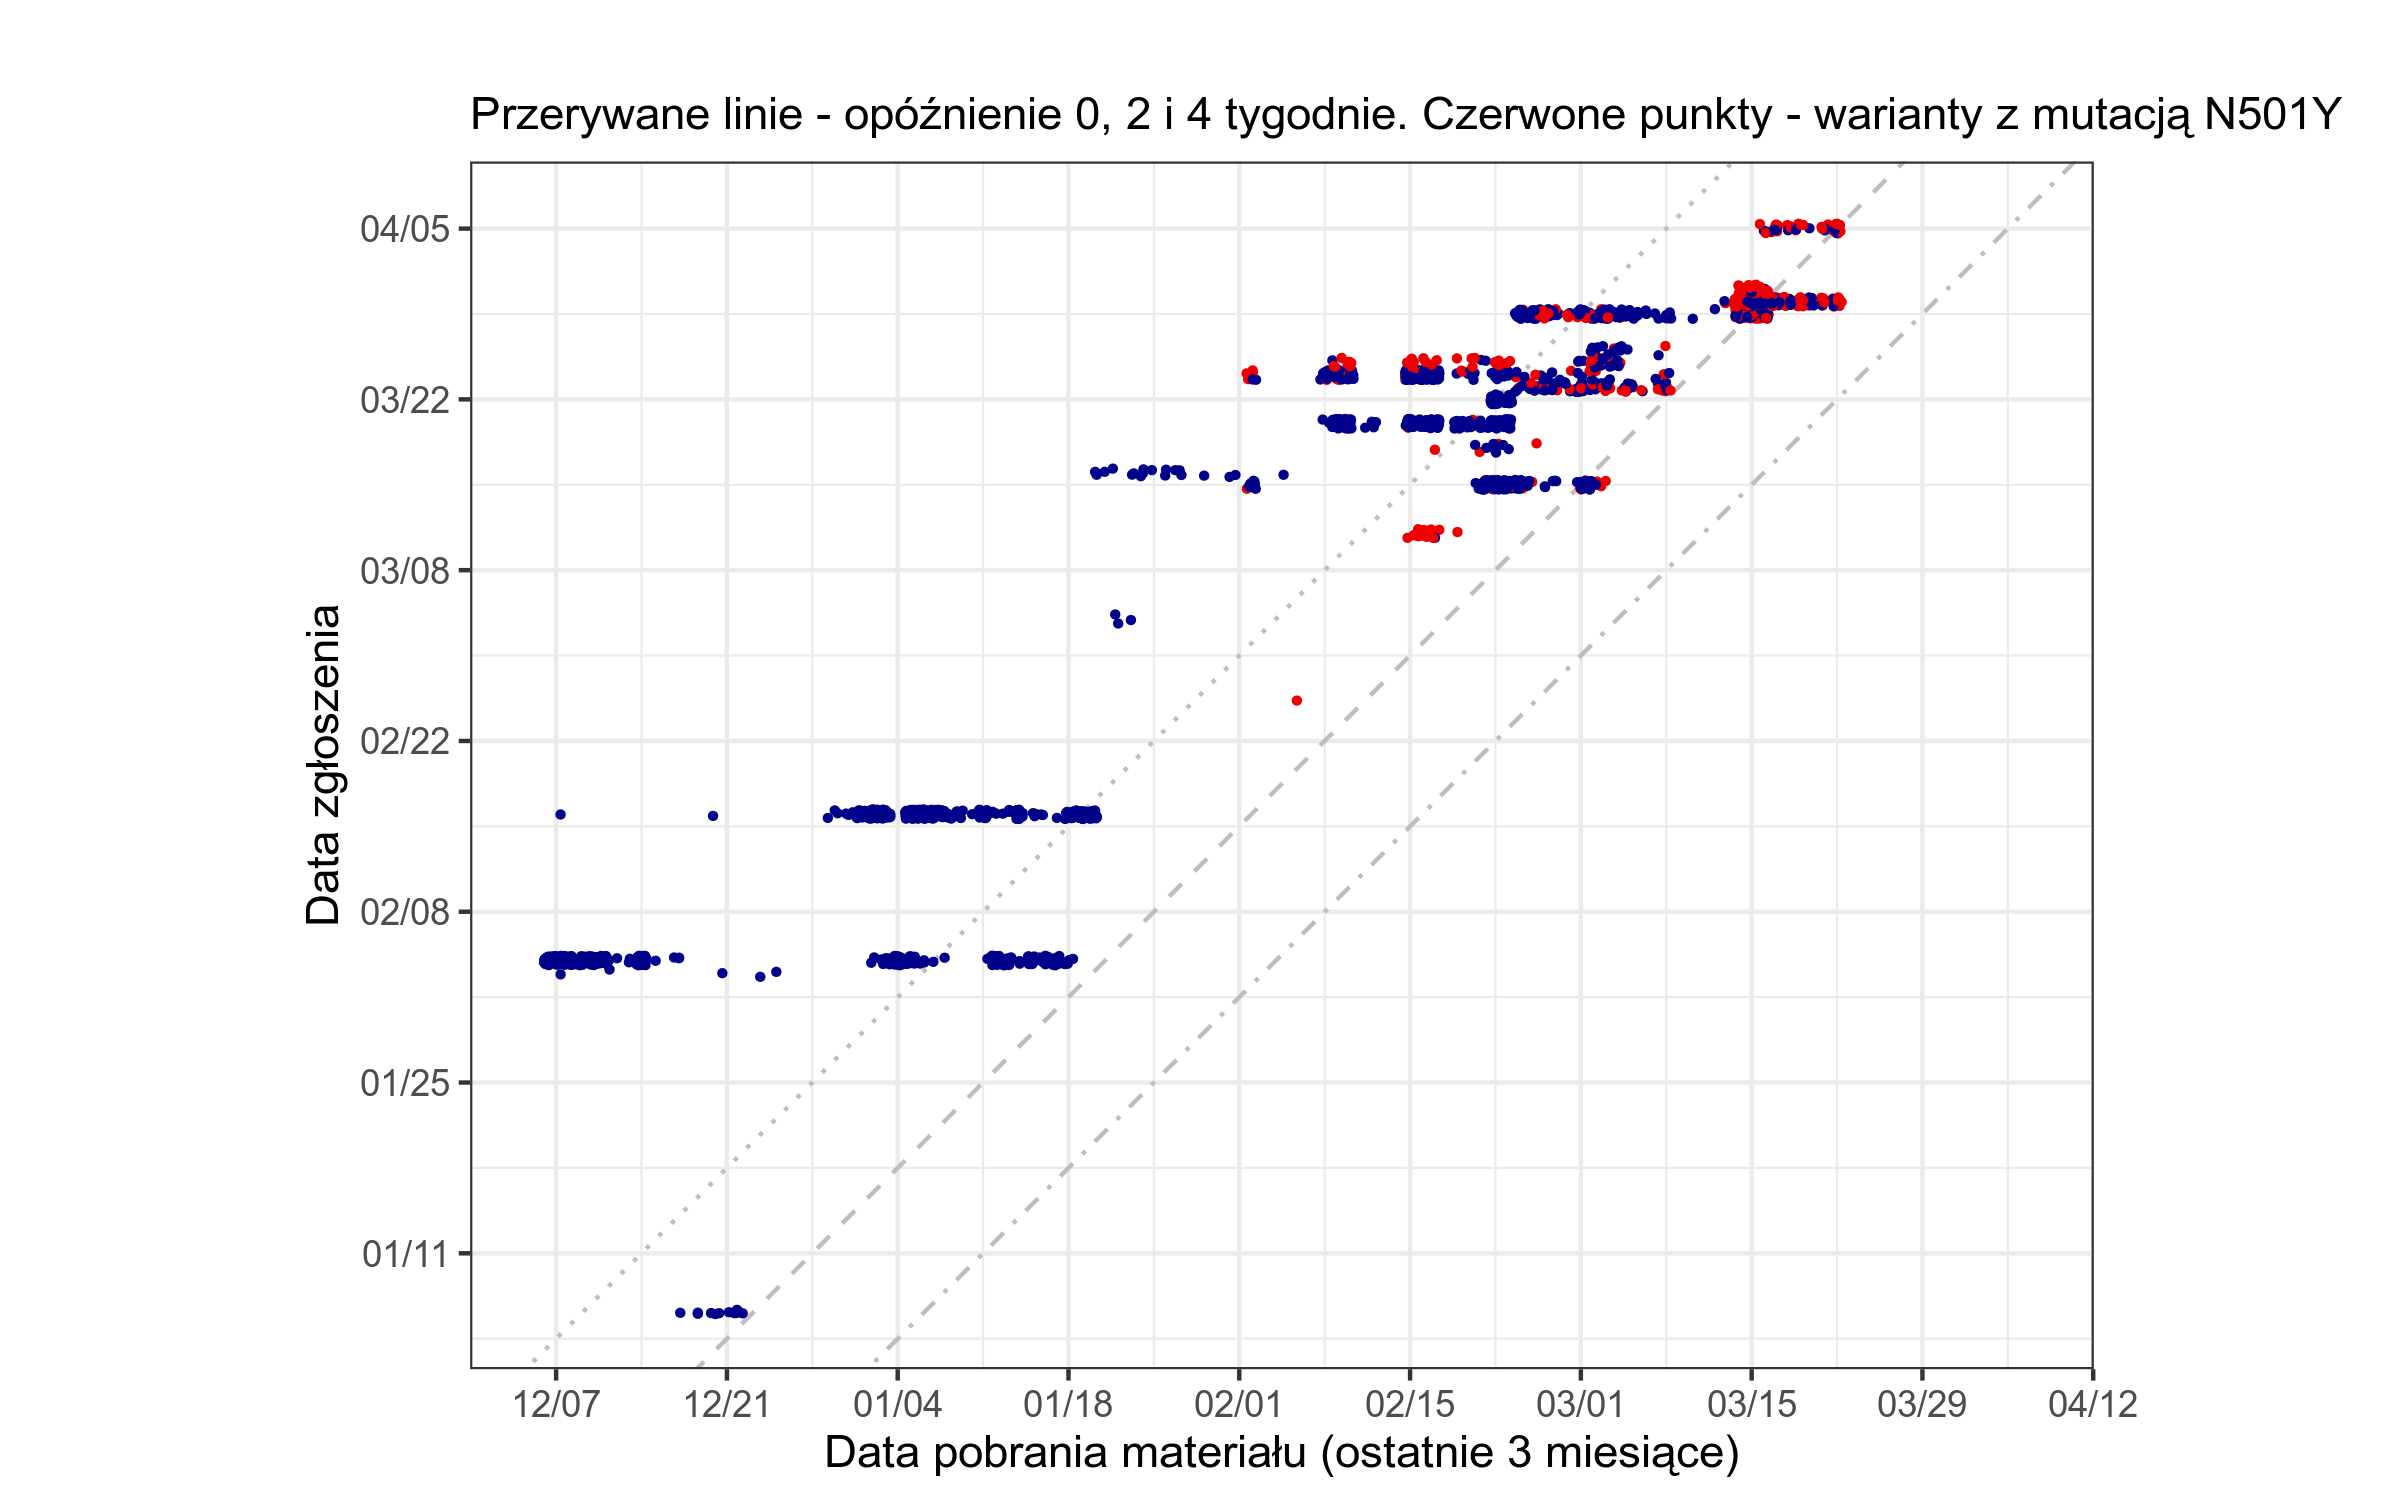 Przerywane linie - opóźnienie 0, 2 i 4 tygodnie. Czerwone punkty - warianty z mutacją N501Y
Data zgłoszenia
04/05
03/22
03/08
02/22
02/08
01/25
01/11
12/07 12/21 01/04 01/18 02/01 02/15 03/01 03/15 03/29 04/12
Data pobrania materiału (ostatnie 3 miesiące)